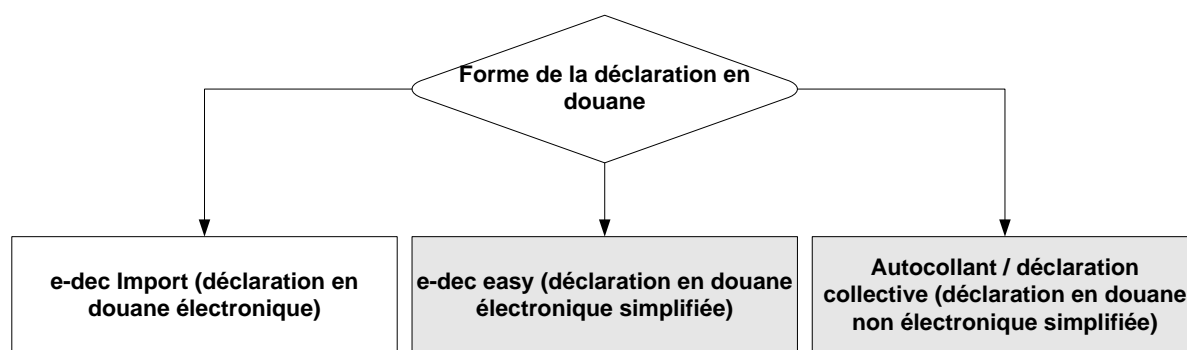 Forme de la déclaration en
douane
e-dec Import (déclaration en
douane électronique)
e-dec easy (déclaration en douane
électronique simplifiée)
Autocollant / déclaration
collective (déclaration en douane
non électronique simplifiée)